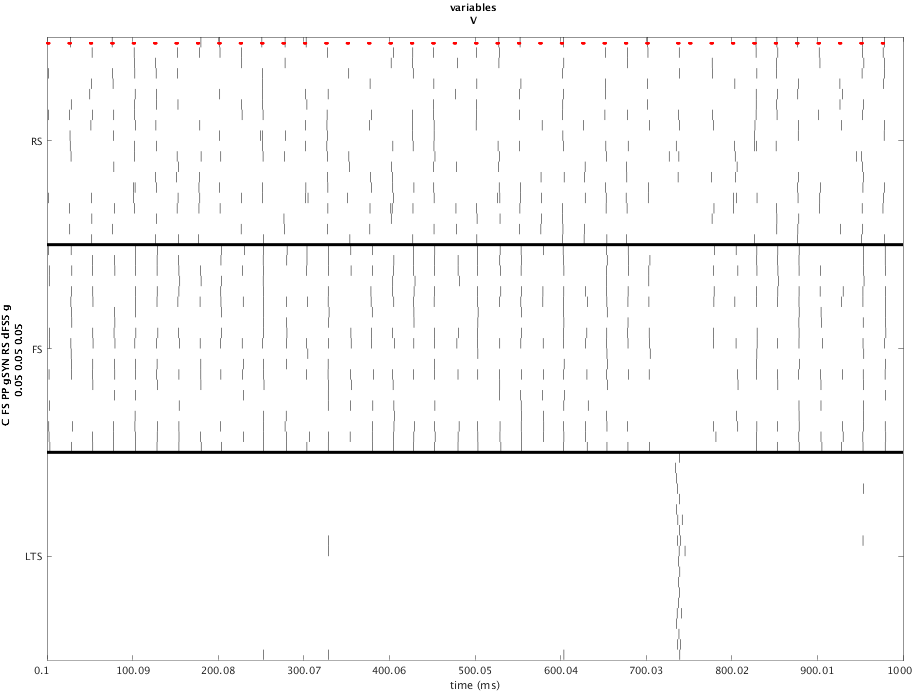 variables
V
RS
FS
LTS
C FS PP gSYN RS dFSS g
0.05 0.05 0.05
0.1 100.09 200.08 300.07 400.06 500.05 600.04 700.03 800.02 900.01 1000
time (ms)